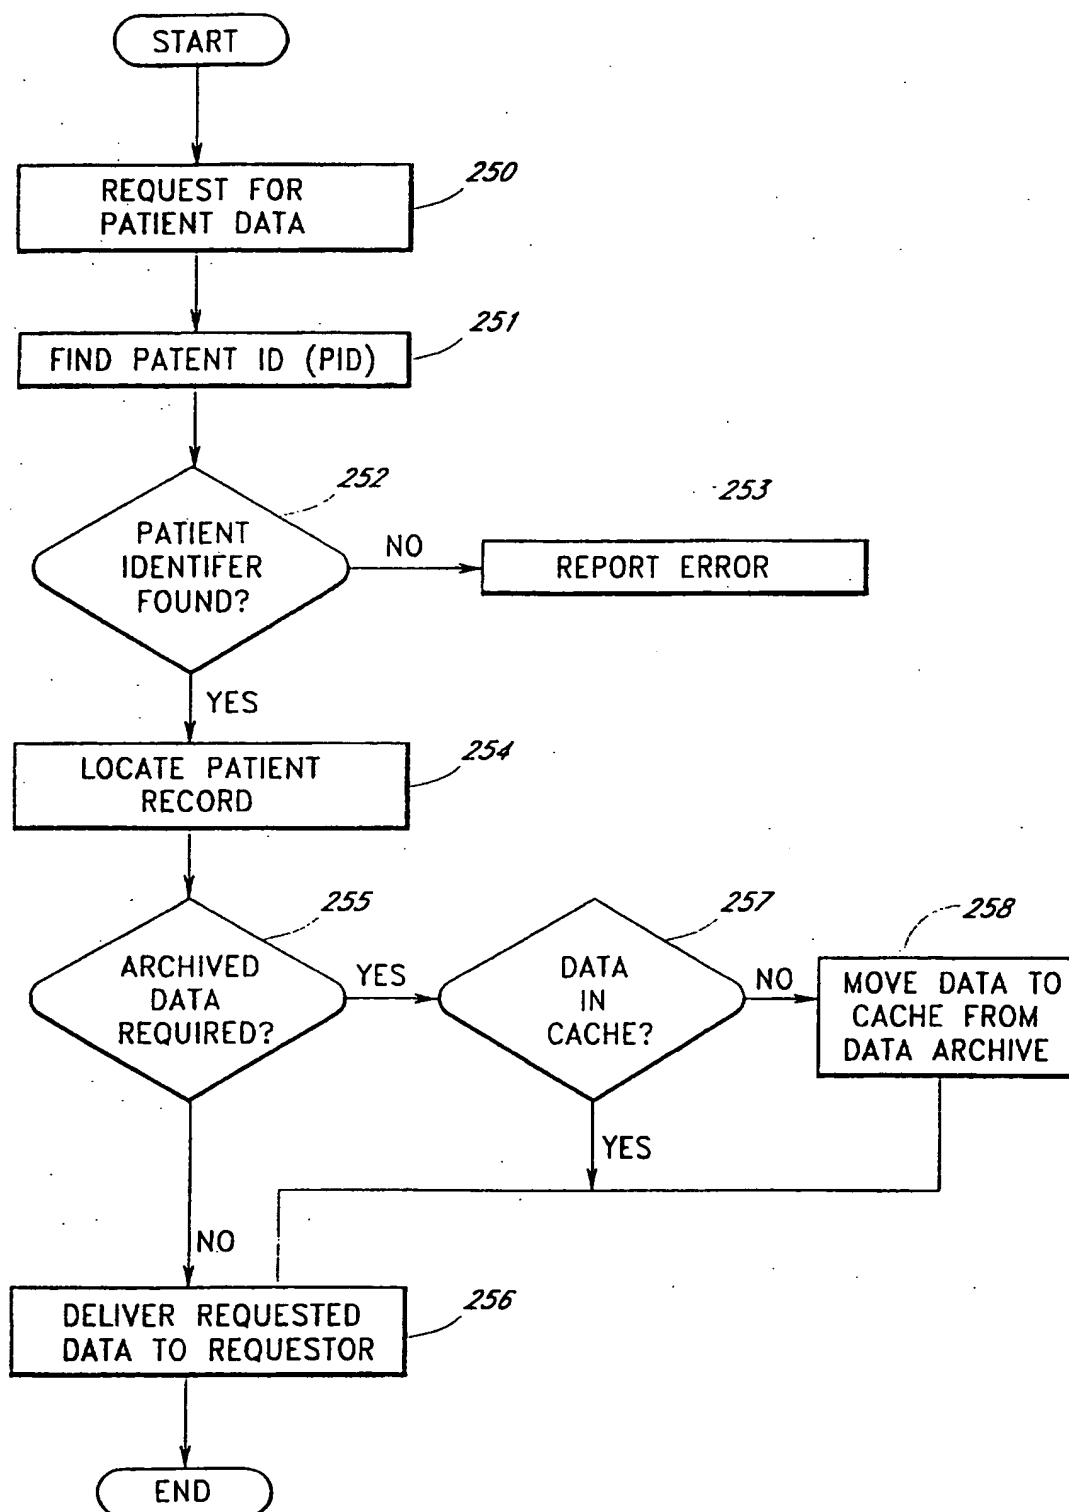 START
250
REQUEST FOR
PATIENT DATA
251
FIND PATENT ID (PID)
252
PATIENT
IDENTIFER
FOUND?
NO
253
REPORT ERROR
YES
254
LOCATE PATIENT
RECORD
255
ARCHIVED
DATA
REQUIRED?
YES
257
DATA
IN
CACHE?
NO
258
MOVE DATA TO
CACHE FROM
DATA ARCHIVE
YES
NO
256
DELIVER REQUESTED
DATA TO REQUESTOR
END